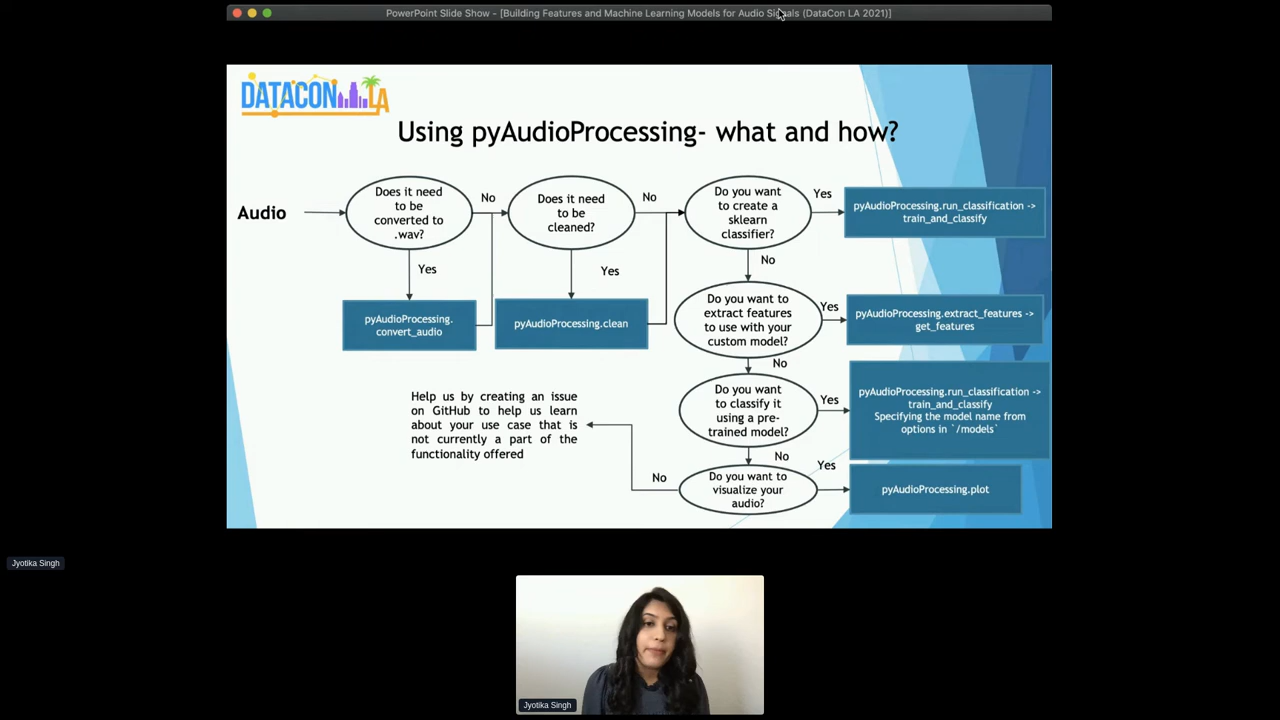 PowerPoint Slide Show - [Building Features and Machine Learning Models for Audio Signals (DataCon LA 2021)]
DATACON LA
Using pyAudioProcessing- what and how?
Audio
Does it need
to be
converted to
.wav?
No
Yes
pyAudioProcessing.
convert_audio
Does it need
to be
cleaned?
No
Yes
pyAudioProcessing.clean
Do you want
to create a
sklearn
classifier?
Yes
pyAudioProcessing.run_classification ->
train_and_classify
No
Do you want to
extract features
to use with your
custom model?
Yes
pyAudioProcessing.extract_features ->
get_features
No
Do you want
to classify it
using a pre-
trained model?
Yes
pyAudioProcessing.run_classification ->
train_and_classify
Specifying the model name from
options in `/models`
No
Do you want to
visualize your
audio?
Yes
pyAudioProcessing.plot
No
Help us by creating an issue
on GitHub to help us learn
about your use case that is
not currently a part of the
functionality offered
Jyotika Singh
Jyotika Singh